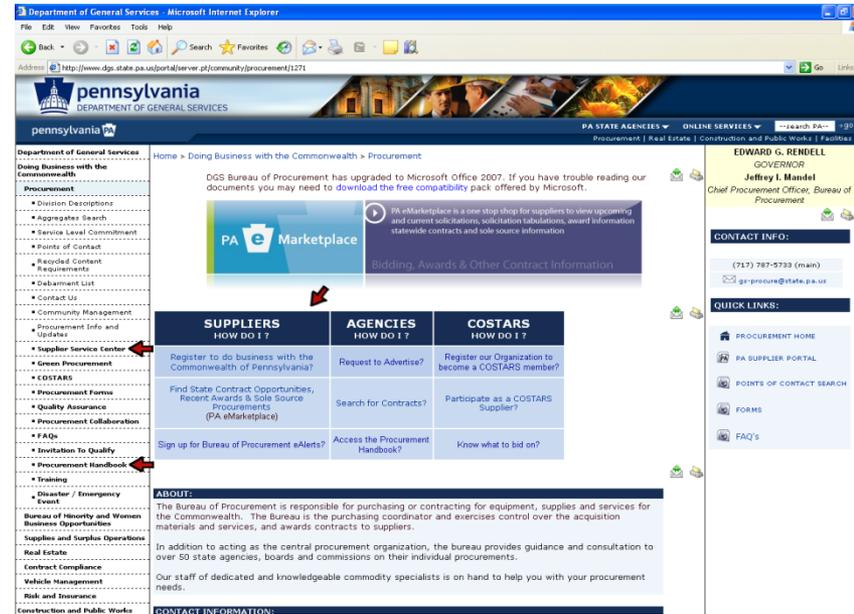 Department of General Services - Microsoft Internet Explorer
File Edit View Favorites Tools Help
Back Search Favorites
Address http://www.dgs.state.pa.us/portal/server.pt/community/procurement/1271 Go Links
pennsylvania
DEPARTMENT OF GENERAL SERVICES
pennsylvania PA
PA STATE AGENCIES ONLINE SERVICES --search PA-- +go
Procurement | Real Estate | Construction and Public Works | Facilities
Department of General Services
Doing Business with the
Commonwealth
Procurement
Division Descriptions
Aggregates Search
Service Level Commitment
Points of Contact
Recycled Content
Requirements
Debarment List
Contact Us
Community Management
Procurement Info and
Updates
Supplier Service Center
Green Procurement
COSTARS
Procurement Forms
Quality Assurance
Procurement Collaboration
FAQs
Invitation To Qualify
Procurement Handbook
Training
Disaster / Emergency
Event
Bureau of Minority and Women
Business Opportunities
Supplies and Surplus Operations
Real Estate
Contract Compliance
Vehicle Management
Risk and Insurance
Construction and Public Works
Home > Doing Business with the Commonwealth > Procurement
DGS Bureau of Procurement has upgraded to Microsoft Office 2007. If you have trouble reading our
documents you may need to download the free compatibility pack offered by Microsoft.
PA e Marketplace
PA eMarketplace is a one stop shop for suppliers to view upcoming
and current solicitations, solicitation tabulations, award information
statewide contracts and sole source information
Bidding, Awards & Other Contract Information
SUPPLIERS
HOW DO I ?
AGENCIES
HOW DO I ?
COSTARS
HOW DO I ?
Register to do business with the
Commonwealth of Pennsylvania?
Request to Advertise?
Register our Organization to
become a COSTARS member?
Find State Contract Opportunities,
Recent Awards & Sole Source
Procurements
(PA eMarketplace)
Search for Contracts?
Participate as a COSTARS
Supplier?
Sign up for Bureau of Procurement eAlerts?
Access the Procurement
Handbook?
Know what to bid on?
ABOUT:
The Bureau of Procurement is responsible for purchasing or contracting for equipment, supplies and services for
the Commonwealth. The Bureau is the purchasing coordinator and exercises control over the acquisition
materials and services, and awards contracts to suppliers.
In addition to acting as the central procurement organization, the bureau provides guidance and consultation to
over 50 state agencies, boards and commissions on their individual procurements.
Our staff of dedicated and knowledgeable commodity specialists is on hand to help you with your procurement
needs.
CONTACT INFORMATION:
EDWARD G. RENDELL
GOVERNOR
Jeffrey I. Mandel
Chief Procurement Officer, Bureau of
Procurement
CONTACT INFO:
(717) 787-5733 (main)
gs-procure@state.pa.us
QUICK LINKS:
PROCUREMENT HOME
PA SUPPLIER PORTAL
POINTS OF CONTACT SEARCH
FORMS
FAQ's